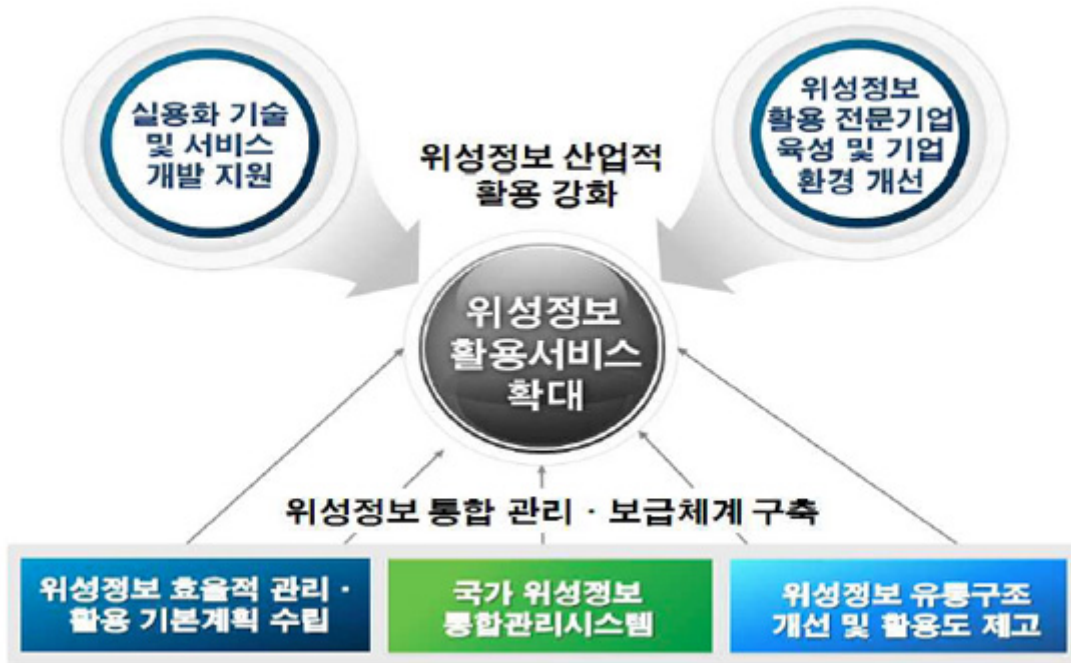 실용화 기술
및 서비스
개발 지원
위성정보
활용 전문기업
육성 및 기업
환경 개선
위성정보 산업적
활용 강화
위성정보
활용서비스
확대
위성정보 통합 관리 · 보급체계 구축
위성정보 효율적 관리 ·
활용 기본계획 수립
국가 위성정보
통합관리시스템
위성정보 유통구조
개선 및 활용도 제고